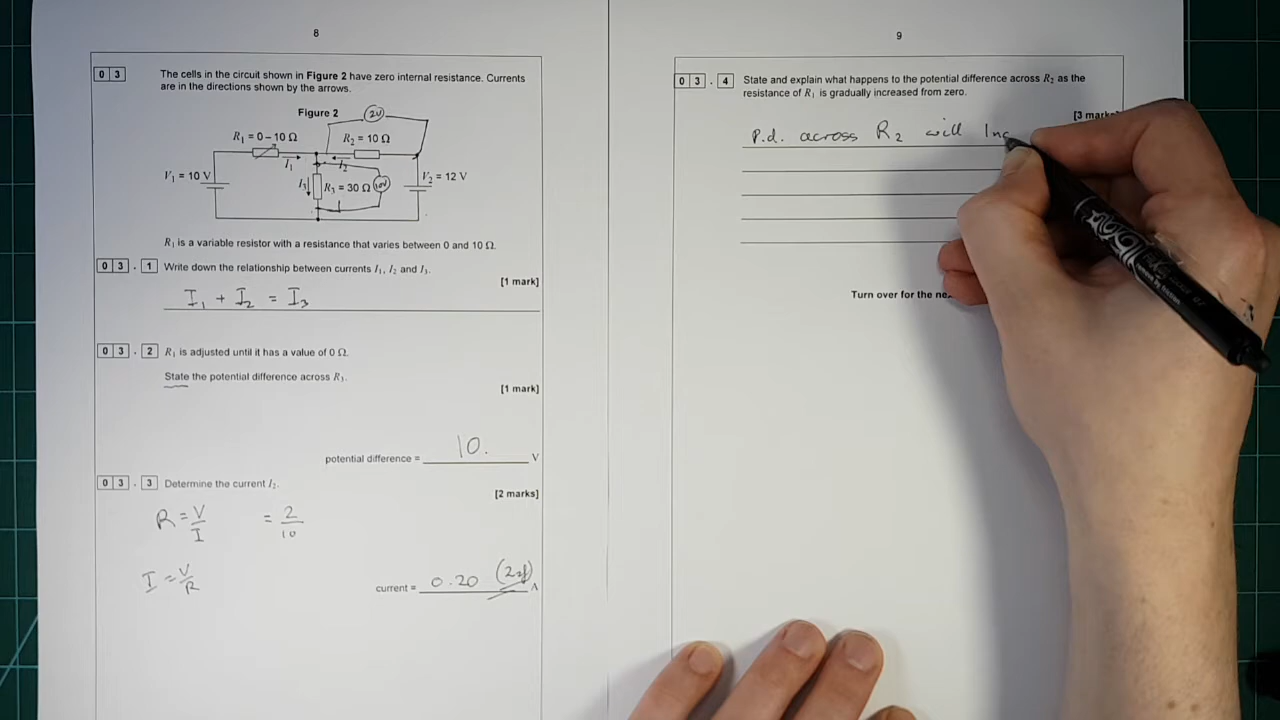 8
0 3
The cells in the circuit shown in Figure 2 have zero internal resistance. Currents
are in the directions shown by the arrows.
Figure 2
2V
R₁ = 0 – 10 Ω
R₂ = 10 Ω
I₁
I₂
V₁ = 10 V
I₃
R₃ = 30 Ω
10V
V₂ = 12 V
R₁ is a variable resistor with a resistance that varies between 0 and 10 Ω.
0 3 . 1 Write down the relationship between currents I₁, I₂ and I₃.
[1 mark]
I₁ + I₂ = I₃
0 3 . 2 R₁ is adjusted until it has a value of 0 Ω.
State the potential difference across R₃.
[1 mark]
potential difference = 10. V
0 3 . 3 Determine the current I₂.
[2 marks]
R = V/I = 2/10
I = V/R
current = 0.20 (2sf) A
9
0 3 . 4 State and explain what happens to the potential difference across R₂ as the
resistance of R₁ is gradually increased from zero.
[3 marks
P.d. across R₂ will Inc
Turn over for the ne